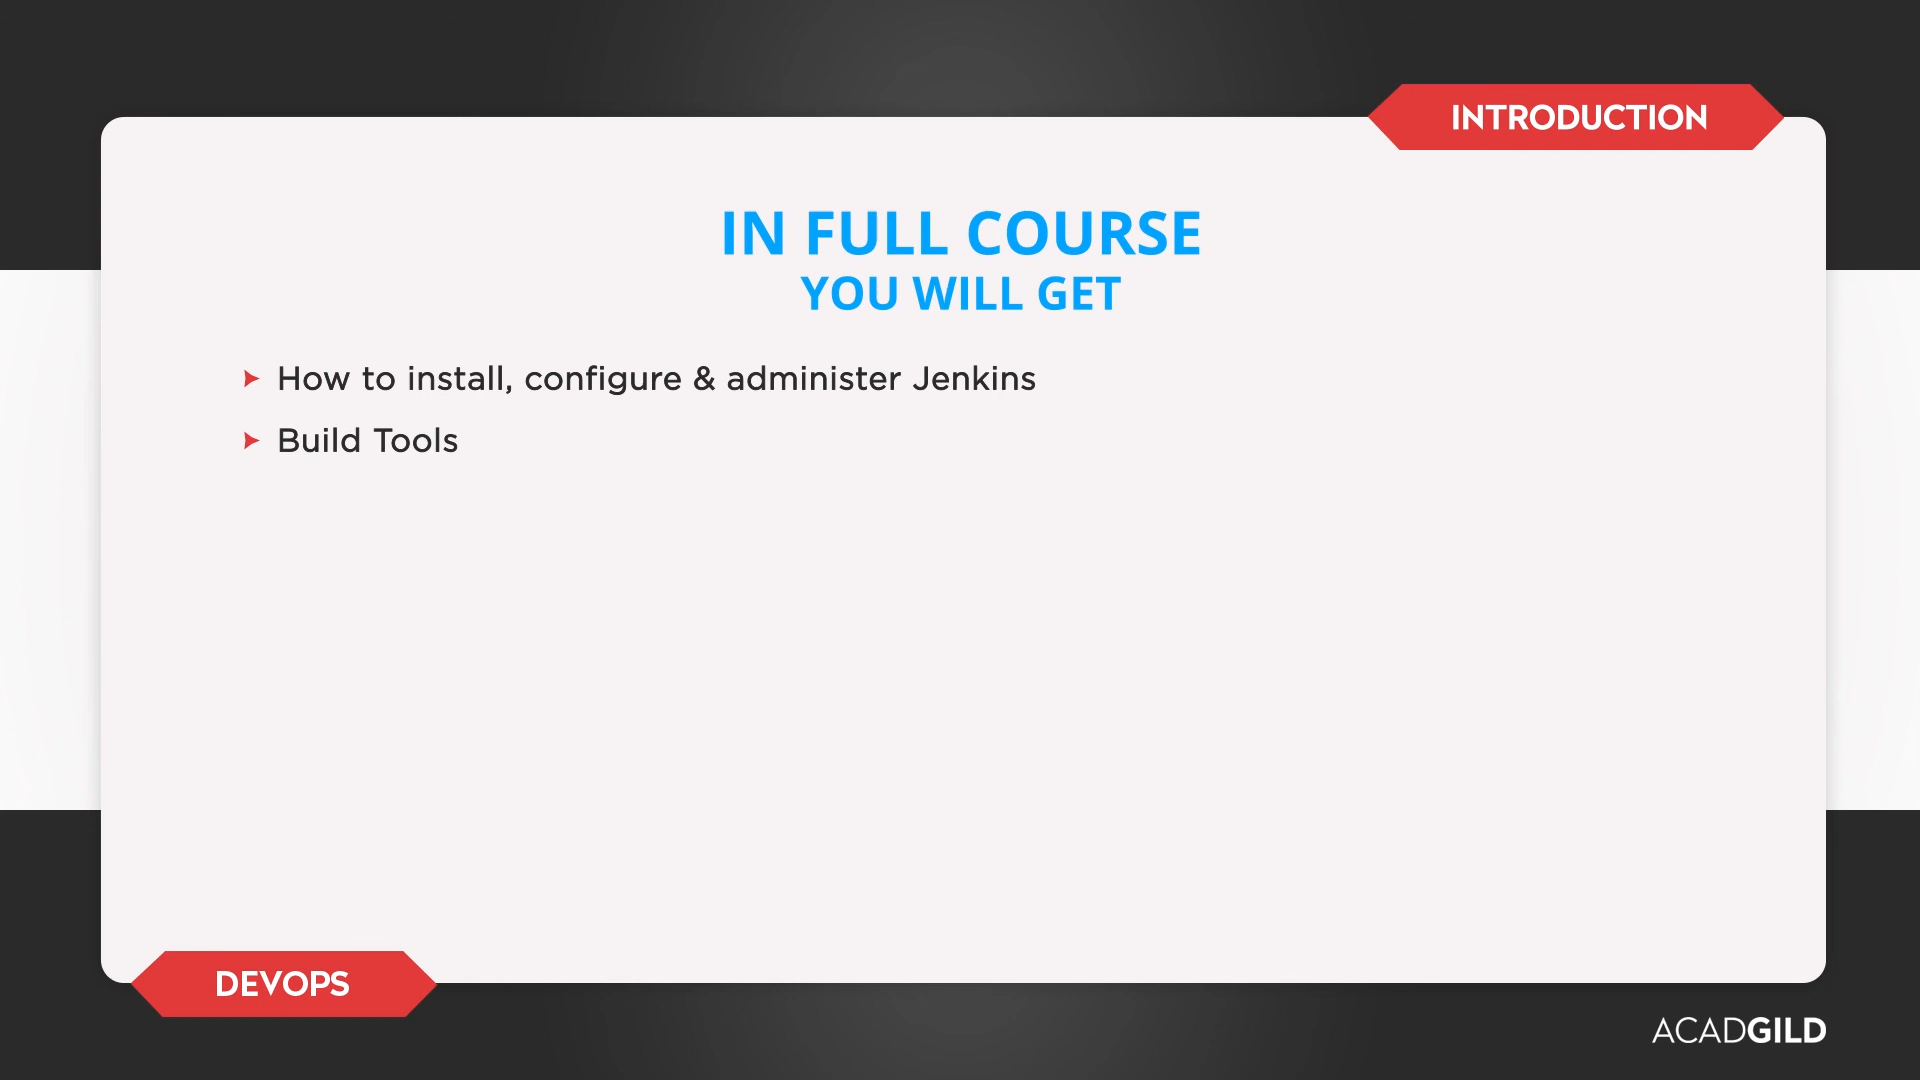 INTRODUCTION
IN FULL COURSE
YOU WILL GET
How to install, configure & administer Jenkins
Build Tools
DEVOPS
ACADGILD